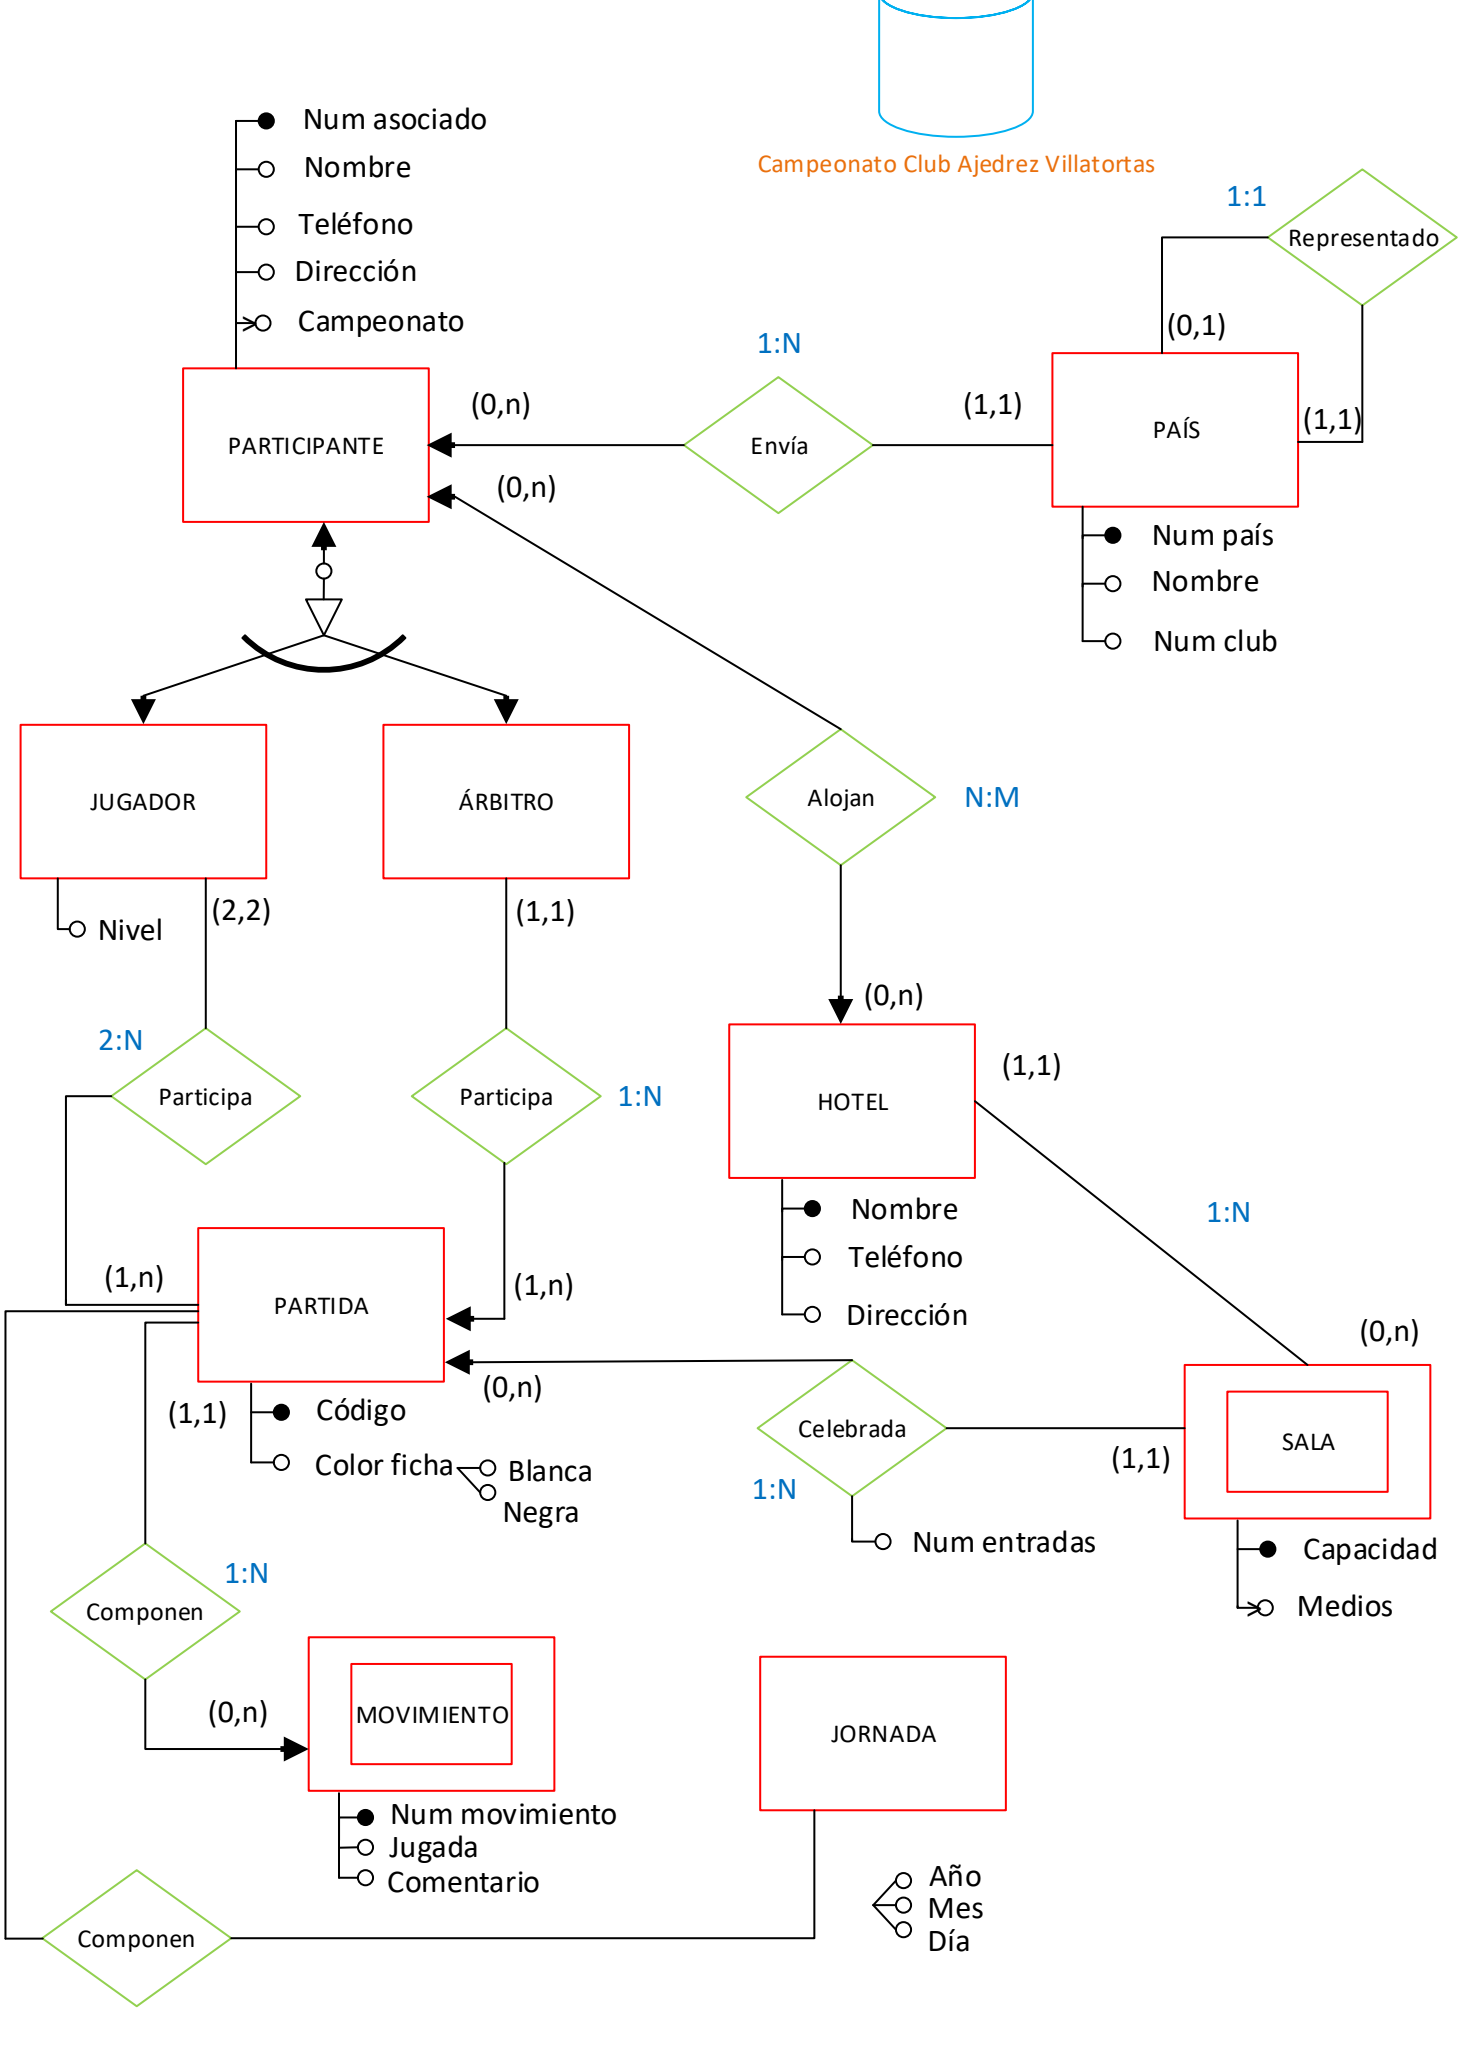 Num asociado
Nombre
Teléfono
Dirección
Campeonato
Campeonato Club Ajedrez Villatortas
1:1
Representado
(0,1)
(1,1)
1:N
(0,n)
(1,1)
PARTICIPANTE
Envía
PAÍS
(0,n)
Num país
Nombre
Num club
JUGADOR
ÁRBITRO
Alojan
N:M
(2,2)
(1,1)
Nivel
(0,n)
2:N
Participa
Participa
1:N
HOTEL
(1,1)
Nombre
Teléfono
Dirección
1:N
(1,n)
PARTIDA
(1,n)
(0,n)
(0,n)
(1,1)
Código
Color ficha
Blanca
Negra
Celebrada
1:N
(1,1)
SALA
Num entradas
Capacidad
Medios
1:N
Componen
(0,n)
MOVIMIENTO
JORNADA
Num movimiento
Jugada
Comentario
Año
Mes
Día
Componen